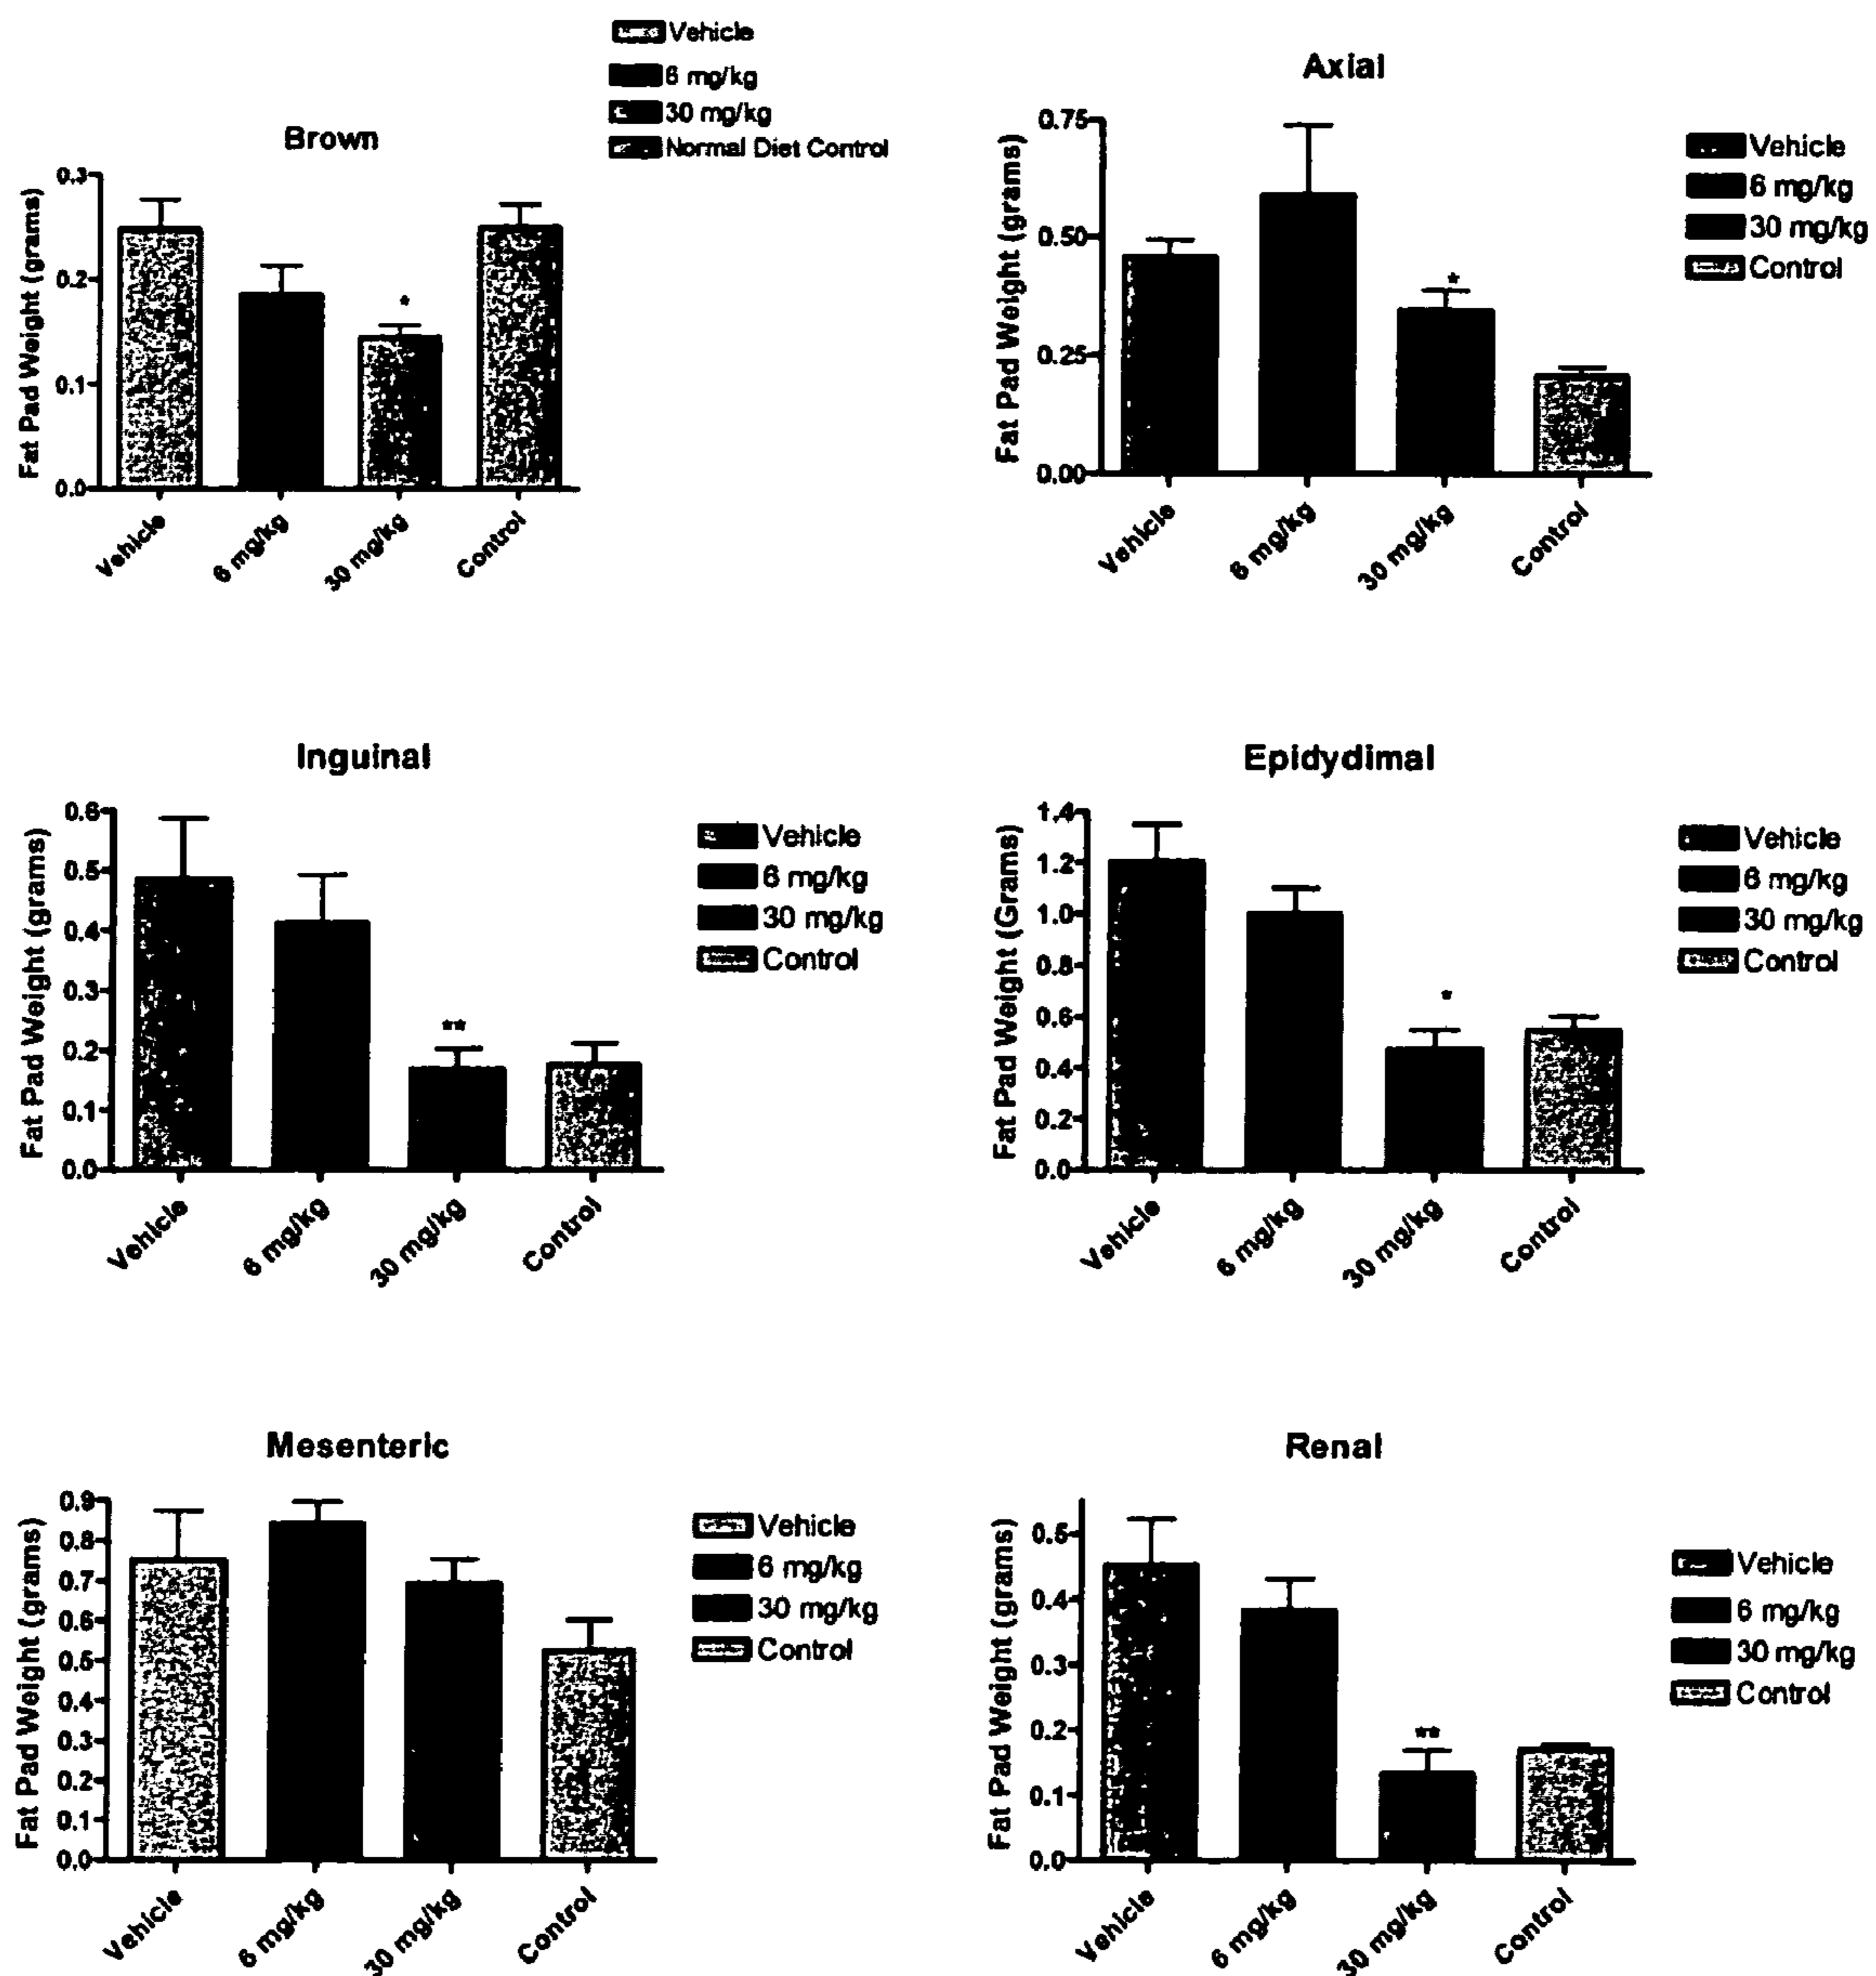 Vehicle
6 mg/kg
30 mg/kg
Normal Diet Control
Brown
Fat Pad Weight (grams)
0.3
0.2
0.1
0.0
*
Vehicle
6 mg/kg
30 mg/kg
Control
Axial
Fat Pad Weight (grams)
0.75
0.50
0.25
0.00
*
Vehicle
6 mg/kg
30 mg/kg
Control
Vehicle
6 mg/kg
30 mg/kg
Control
Inguinal
Fat Pad Weight (grams)
0.6
0.5
0.4
0.3
0.2
0.1
0.0
**
Vehicle
6 mg/kg
30 mg/kg
Control
Vehicle
6 mg/kg
30 mg/kg
Control
Epidydimal
Fat Pad Weight (Grams)
1.4
1.2
1.0
0.8
0.6
0.4
0.2
0.0
*
Vehicle
6 mg/kg
30 mg/kg
Control
Vehicle
6 mg/kg
30 mg/kg
Control
Mesenteric
Fat Pad Weight (grams)
0.9
0.8
0.7
0.6
0.5
0.4
0.3
0.2
0.1
0.0
Vehicle
6 mg/kg
30 mg/kg
Control
Vehicle
6 mg/kg
30 mg/kg
Control
Renal
Fat Pad Weight (grams)
0.5
0.4
0.3
0.2
0.1
0.0
**
Vehicle
6 mg/kg
30 mg/kg
Control
Vehicle
6 mg/kg
30 mg/kg
Control